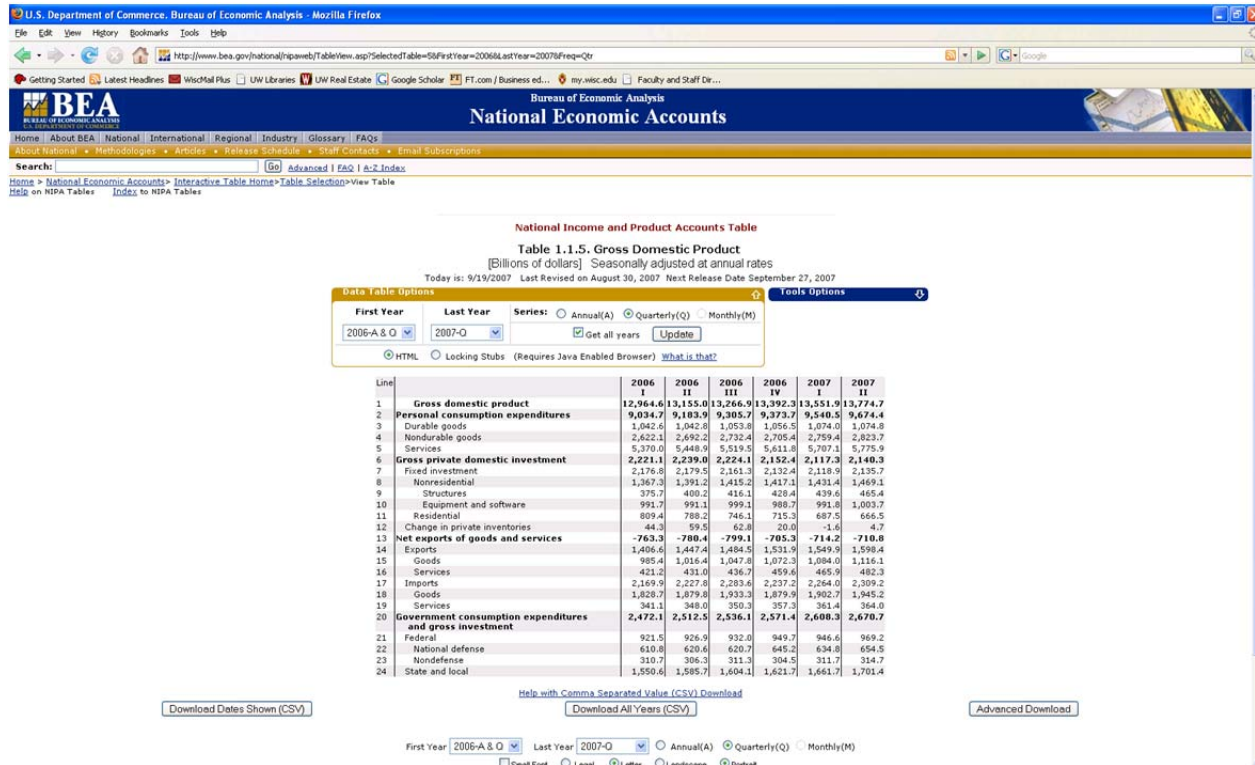 U.S. Department of Commerce. Bureau of Economic Analysis - Mozilla Firefox
File Edit View History Bookmarks Tools Help
http://www.bea.gov/national/nipaweb/TableView.asp?SelectedTable=5&FirstYear=2006&LastYear=2007&Freq=Qtr
Google
Getting Started Latest Headlines WiscMail Plus UW Libraries UW Real Estate Google Scholar FT.com / Business ed... my.wisc.edu Faculty and Staff Dir...
Bureau of Economic Analysis
BEA National Economic Accounts
BUREAU OF ECONOMIC ANALYSIS
U.S. DEPARTMENT OF COMMERCE
Home About BEA National International Regional Industry Glossary FAQs
About National • Methodologies • Articles • Release Schedule • Staff Contacts • Email Subscriptions
Search: Go Advanced | FAQ | A-Z Index
Home > National Economic Accounts> Interactive Table Home>Table Selection>View Table
Help on NIPA Tables Index to NIPA Tables
National Income and Product Accounts Table
Table 1.1.5. Gross Domestic Product
[Billions of dollars] Seasonally adjusted at annual rates
Today is: 9/19/2007 Last Revised on August 30, 2007 Next Release Date September 27, 2007
Data Table Options Tools Options
First Year Last Year Series: Annual(A) Quarterly(Q) Monthly(M)
2006-A & Q 2007-Q Get all years Update
HTML Locking Stubs (Requires Java Enabled Browser) What is that?
Line 2006 2006 2006 2006 2007 2007
I II III IV I II
1 Gross domestic product 12,964.6 13,155.0 13,266.9 13,392.3 13,551.9 13,774.7
2 Personal consumption expenditures 9,034.7 9,183.9 9,305.7 9,373.7 9,540.5 9,674.4
3 Durable goods 1,042.6 1,042.8 1,053.8 1,056.5 1,074.0 1,074.8
4 Nondurable goods 2,622.1 2,692.2 2,732.4 2,705.4 2,759.4 2,823.7
5 Services 5,370.0 5,448.9 5,519.5 5,611.8 5,707.1 5,775.9
6 Gross private domestic investment 2,221.1 2,239.0 2,224.1 2,152.4 2,117.3 2,140.3
7 Fixed investment 2,176.8 2,179.5 2,161.3 2,132.4 2,118.9 2,135.7
8 Nonresidential 1,367.3 1,391.2 1,415.2 1,417.1 1,431.4 1,469.1
9 Structures 375.7 400.2 416.1 428.4 439.6 465.4
10 Equipment and software 991.7 991.1 999.1 988.7 991.8 1,003.7
11 Residential 809.4 788.2 746.1 715.3 687.5 666.5
12 Change in private inventories 44.3 59.5 62.8 20.0 -1.6 4.7
13 Net exports of goods and services -763.3 -780.4 -799.1 -705.3 -714.2 -710.8
14 Exports 1,406.6 1,447.4 1,484.5 1,531.9 1,549.9 1,598.4
15 Goods 985.4 1,016.4 1,047.8 1,072.3 1,084.0 1,116.1
16 Services 421.2 431.0 436.7 459.6 465.9 482.3
17 Imports 2,169.9 2,227.8 2,283.6 2,237.2 2,264.0 2,309.2
18 Goods 1,828.7 1,879.8 1,933.3 1,879.9 1,902.7 1,945.2
19 Services 341.1 348.0 350.3 357.3 361.4 364.0
20 Government consumption expenditures 2,472.1 2,512.5 2,536.1 2,571.4 2,608.3 2,670.7
and gross investment
21 Federal 921.5 926.9 932.0 949.7 946.6 969.2
22 National defense 610.8 620.6 620.7 645.2 634.8 654.5
23 Nondefense 310.7 306.3 311.3 304.5 311.7 314.7
24 State and local 1,550.6 1,585.7 1,604.1 1,621.7 1,661.7 1,701.4
Help with Comma Separated Value (CSV) Download
Download Dates Shown (CSV) Download All Years (CSV) Advanced Download
First Year 2006-A & Q Last Year 2007-Q Annual(A) Quarterly(Q) Monthly(M)
Small Font Legal Letter Landscape Portrait